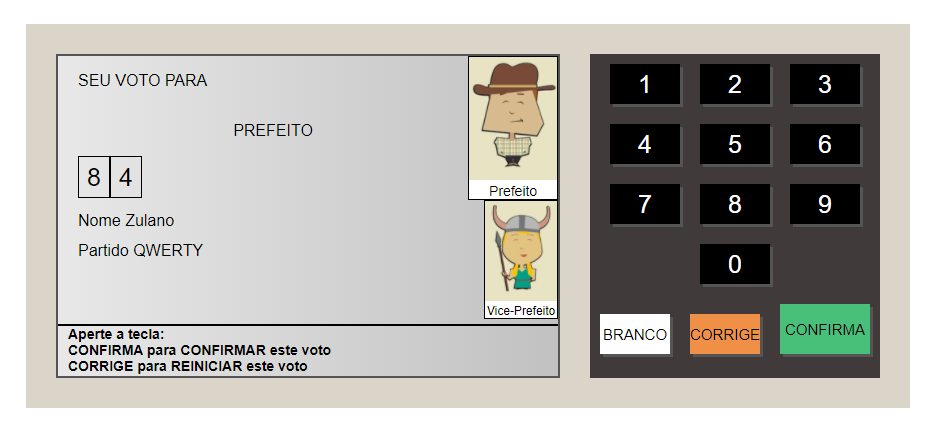 SEU VOTO PARA
PREFEITO
8 4
Nome Zulano
Partido QWERTY
Prefeito
Vice-Prefeito
Aperte a tecla:
CONFIRMA para CONFIRMAR este voto
CORRIGE para REINICIAR este voto
1 2 3
4 5 6
7 8 9
0
BRANCO CORRIGE CONFIRMA